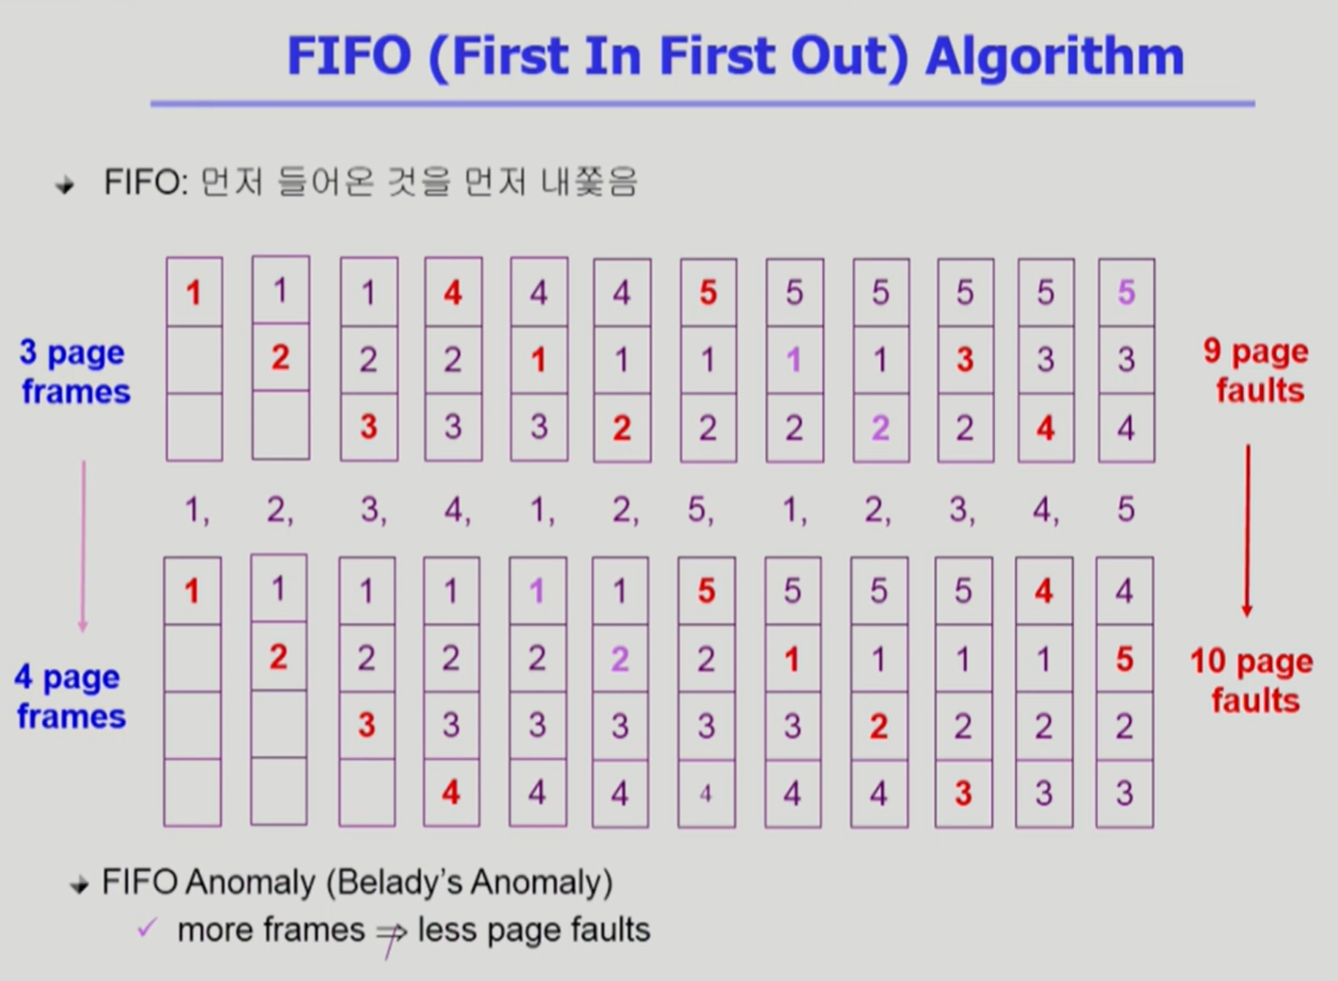 FIFO (First In First Out) Algorithm
FIFO: 먼저 들어온 것을 먼저 내쫓음
1 1 1 4 4 4 5 5 5 5 5 5
3 page frames
2 2 2 1 1 1 1 1 3 3 3
9 page faults
3 3 3 2 2 2 2 2 4 4
1, 2, 3, 4, 1, 2, 5, 1, 2, 3, 4, 5
1 1 1 1 1 1 5 5 5 5 4 4
2 2 2 2 2 2 1 1 1 1 5
4 page frames
10 page faults
3 3 3 3 3 3 2 2 2 2
4 4 4 4 4 4 3 3 3
FIFO Anomaly (Belady's Anomaly)
✓ more frames ⇏ less page faults